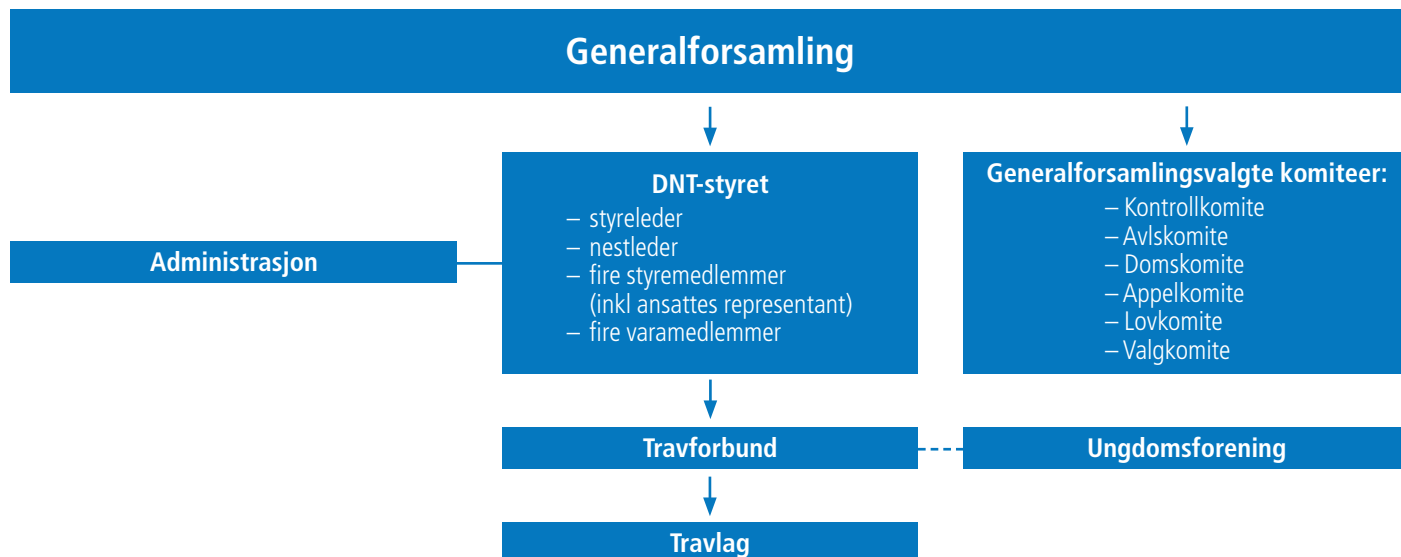 Generalforsamling
DNT-styret
– styreleder
– nestleder
– fire styremedlemmer
(inkl ansattes representant)
– fire varamedlemmer
Generalforsamlingsvalgte komiteer:
– Kontrollkomite
– Avlskomite
– Domskomite
– Appelkomite
– Lovkomite
– Valgkomite
Administrasjon
Travforbund
Ungdomsforening
Travlag